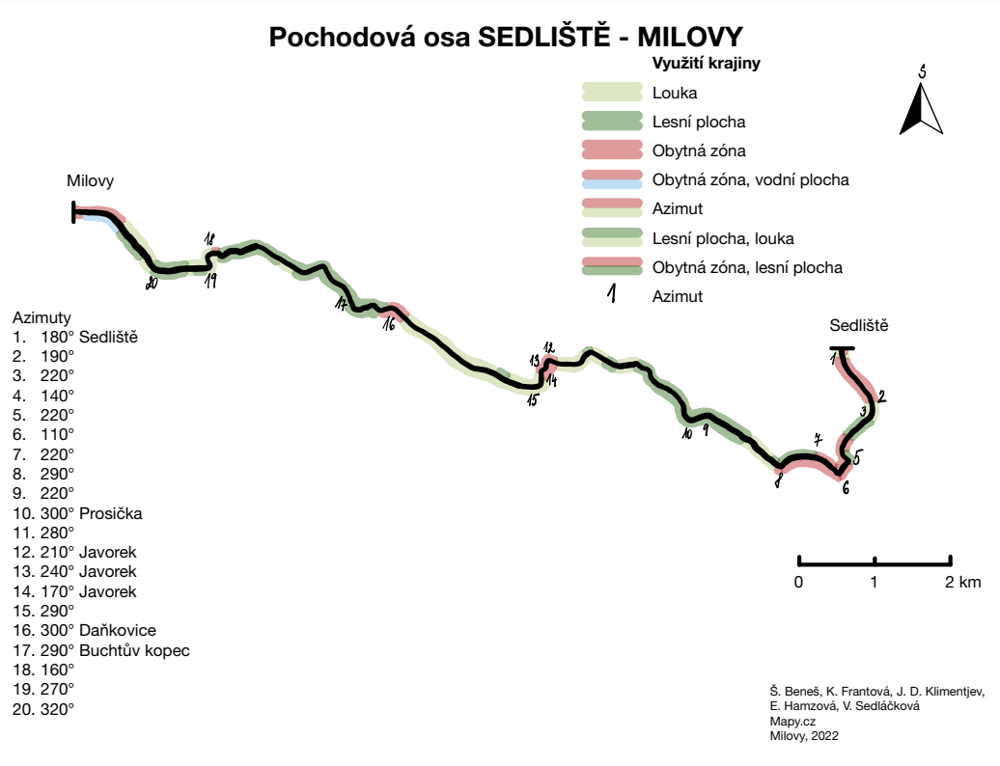 Pochodová osa SEDLIŠTĚ - MILOVY
Využití krajiny
Louka
Lesní plocha
Obytná zóna
Obytná zóna, vodní plocha
Azimut
Lesní plocha, louka
Obytná zóna, lesní plocha
1 Azimut
S
Milovy
18
20
19
17
16
12
13
14
15
10
9
8
7
6
5
3
2
1
Sedliště
Azimuty
1. 180° Sedliště
2. 190°
3. 220°
4. 140°
5. 220°
6. 110°
7. 220°
8. 290°
9. 220°
10. 300° Prosička
11. 280°
12. 210° Javorek
13. 240° Javorek
14. 170° Javorek
15. 290°
16. 300° Daňkovice
17. 290° Buchtův kopec
18. 160°
19. 270°
20. 320°
0 1 2 km
Š. Beneš, K. Frantová, J. D. Klimentjev,
E. Hamzová, V. Sedláčková
Mapy.cz
Milovy, 2022